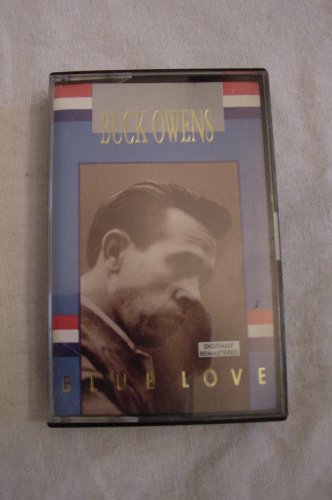 BUCK OWENS
DIGITALLY
REMASTERED
BLUE LOVE